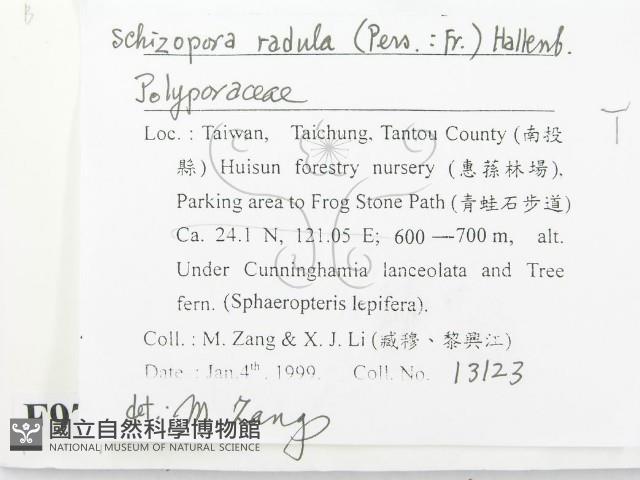 B
Schizopora radula (Pers. : Fr.) Hallenb.
Polyporaceae
T
Loc. : Taiwan, Taichung, Tantou County (南投
縣) Huisun forestry nursery (惠蓀林場),
Parking area to Frog Stone Path (青蛙石步道)
Ca. 24.1 N, 121.05 E; 600 —700 m, alt.
Under Cunninghamia lanceolata and Tree
fern. (Sphaeropteris lepifera).
Coll. : M. Zang & X. J. Li (臧穆、黎興江)
Date : Jan.4th . 1999. Coll. No. 13123
det.: M. Zang
國立自然科學博物館
NATIONAL MUSEUM OF NATURAL SCIENCE